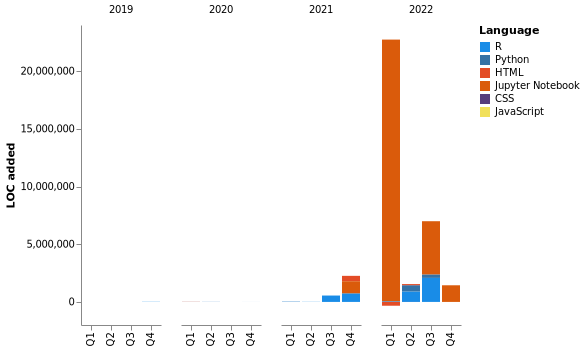 2019 2020 2021 2022
Language
R
Python
HTML
Jupyter Notebook
CSS
JavaScript
LOC added
20,000,000
15,000,000
10,000,000
5,000,000
0
Q1 Q2 Q3 Q4 Q1 Q2 Q3 Q4 Q1 Q2 Q3 Q4 Q1 Q2 Q3 Q4